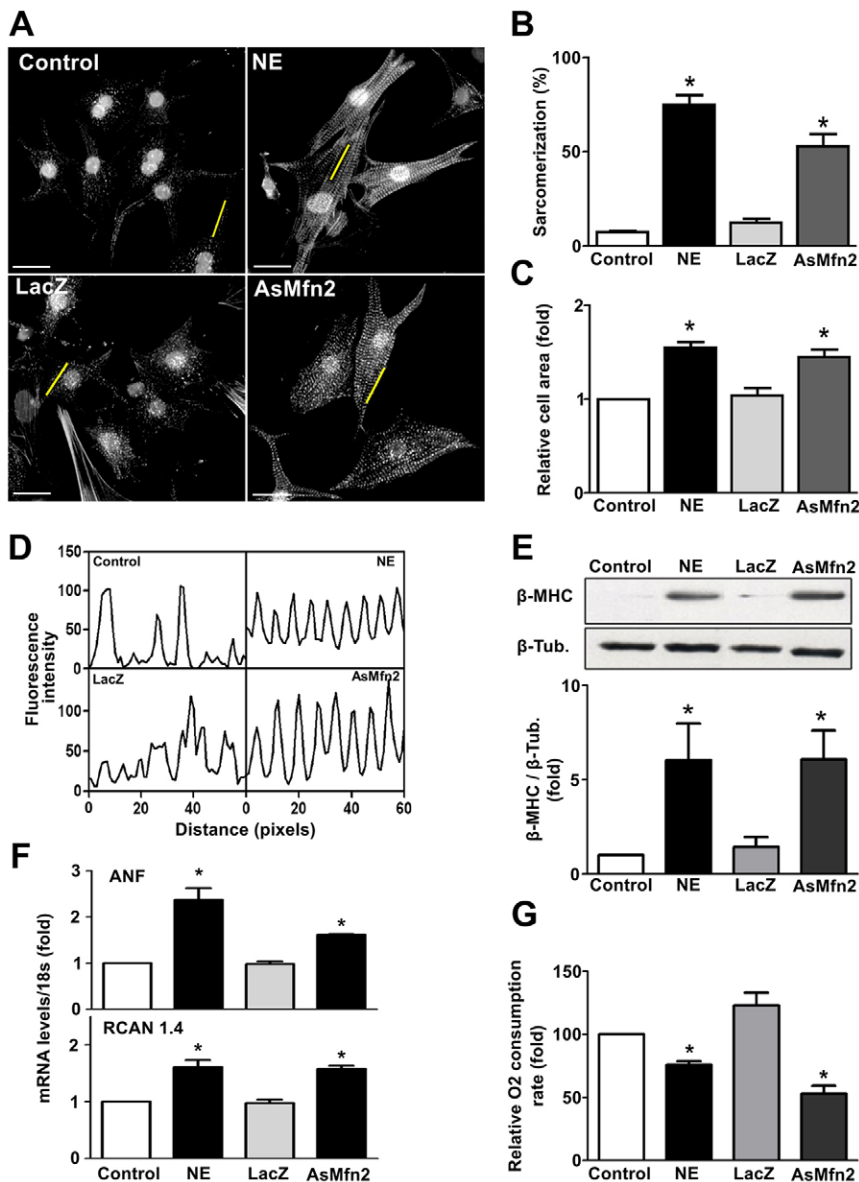 A
Control
NE
LacZ
AsMfn2
B
Sarcomerization (%)
100
50
0
*
*
Control NE LacZ AsMfn2
C
Relative cell area (fold)
2
1
0
*
*
Control NE LacZ AsMfn2
D
Fluorescence
intensity
150
100
50
0
Control
NE
100
50
0
LacZ
AsMfn2
0 20 40 0 20 40 60
Distance (pixels)
E
Control NE LacZ AsMfn2
β-MHC
β-Tub.
β-MHC / β-Tub.
(fold)
10
5
0
*
*
Control NE LacZ AsMfn2
F
mRNA levels/18s (fold)
ANF
3
2
1
0
*
*
RCAN 1.4
2
1
0
*
*
Control NE LacZ AsMfn2
G
Relative O2 consumption
rate (fold)
150
100
50
0
*
*
Control NE LacZ AsMfn2